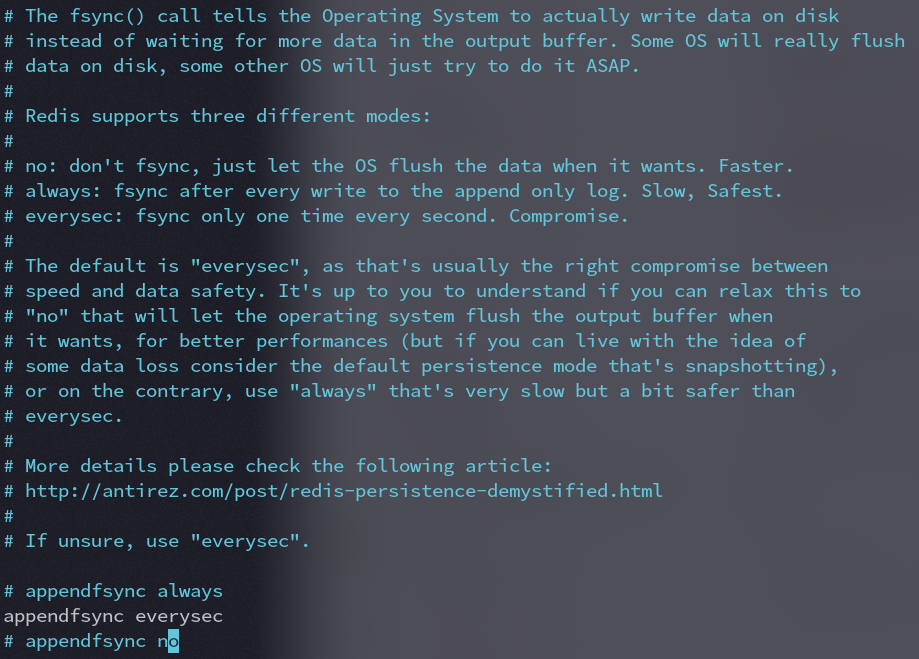 # The fsync() call tells the Operating System to actually write data on disk
# instead of waiting for more data in the output buffer. Some OS will really flush
# data on disk, some other OS will just try to do it ASAP.
#
# Redis supports three different modes:
#
# no: don't fsync, just let the OS flush the data when it wants. Faster.
# always: fsync after every write to the append only log. Slow, Safest.
# everysec: fsync only one time every second. Compromise.
#
# The default is "everysec", as that's usually the right compromise between
# speed and data safety. It's up to you to understand if you can relax this to
# "no" that will let the operating system flush the output buffer when
# it wants, for better performances (but if you can live with the idea of
# some data loss consider the default persistence mode that's snapshotting),
# or on the contrary, use "always" that's very slow but a bit safer than
# everysec.
#
# More details please check the following article:
# http://antirez.com/post/redis-persistence-demystified.html
#
# If unsure, use "everysec".

# appendfsync always
appendfsync everysec
# appendfsync no